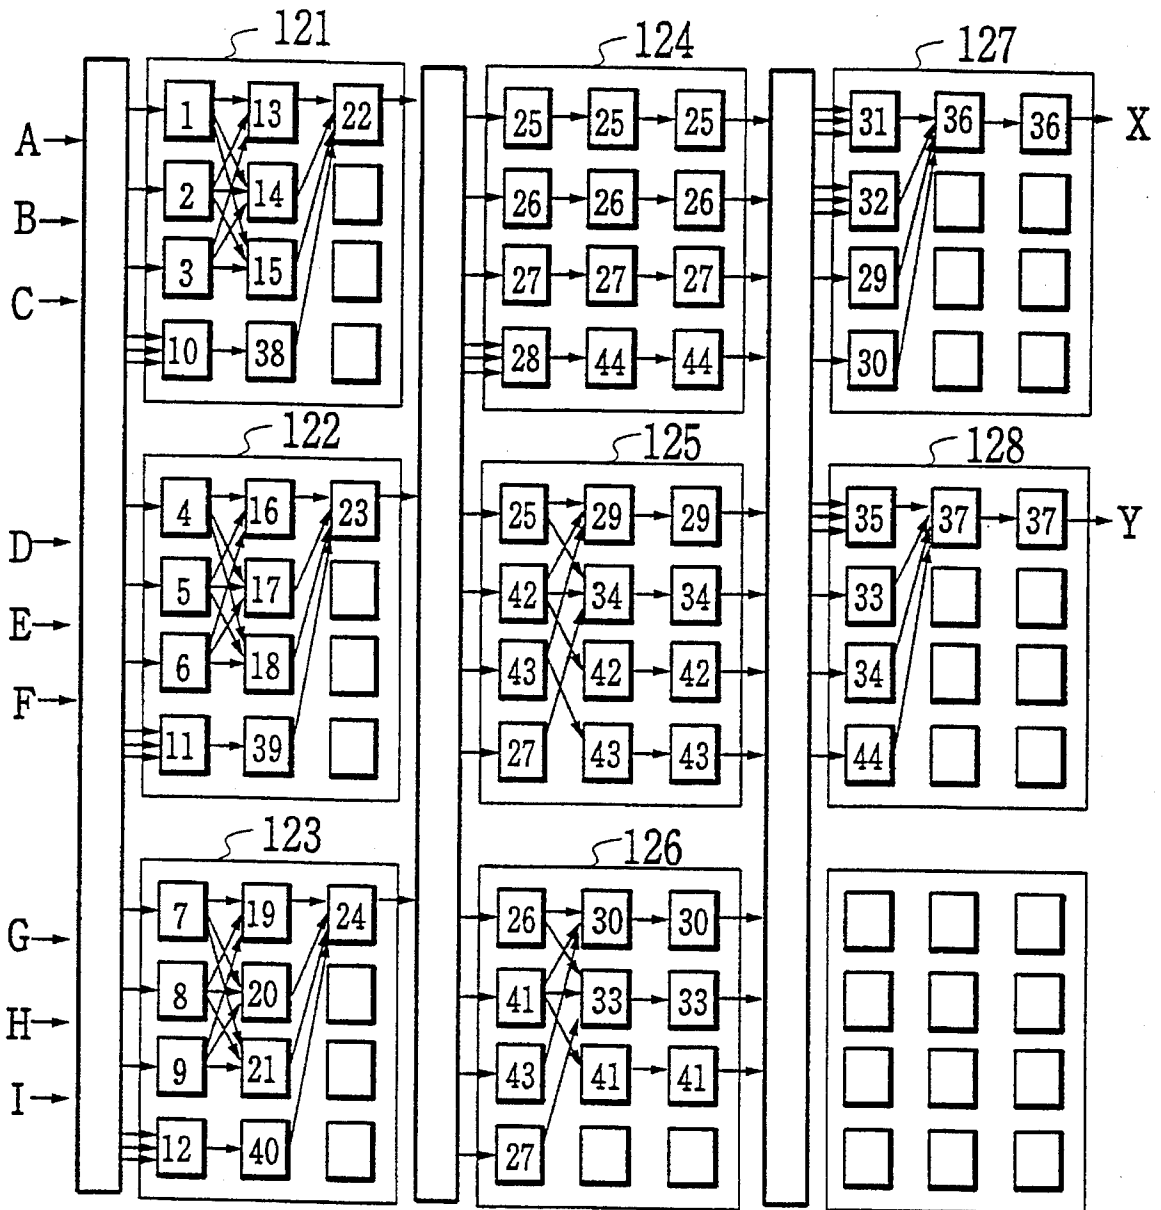 121 124 127
1 13 22 25 25 25 31 36 36 X
A
2 14 26 26 26 32
B
3 15 27 27 27 29
C
10 38 28 44 44 30
122 125 128
4 16 23 25 29 29 35 37 37 Y
D
5 17 42 34 34 33
E
6 18 43 42 42 34
F
11 39 27 43 43 44
123 126
7 19 24 26 30 30
G
8 20 41 33 33
H
9 21 43 41 41
I
12 40 27